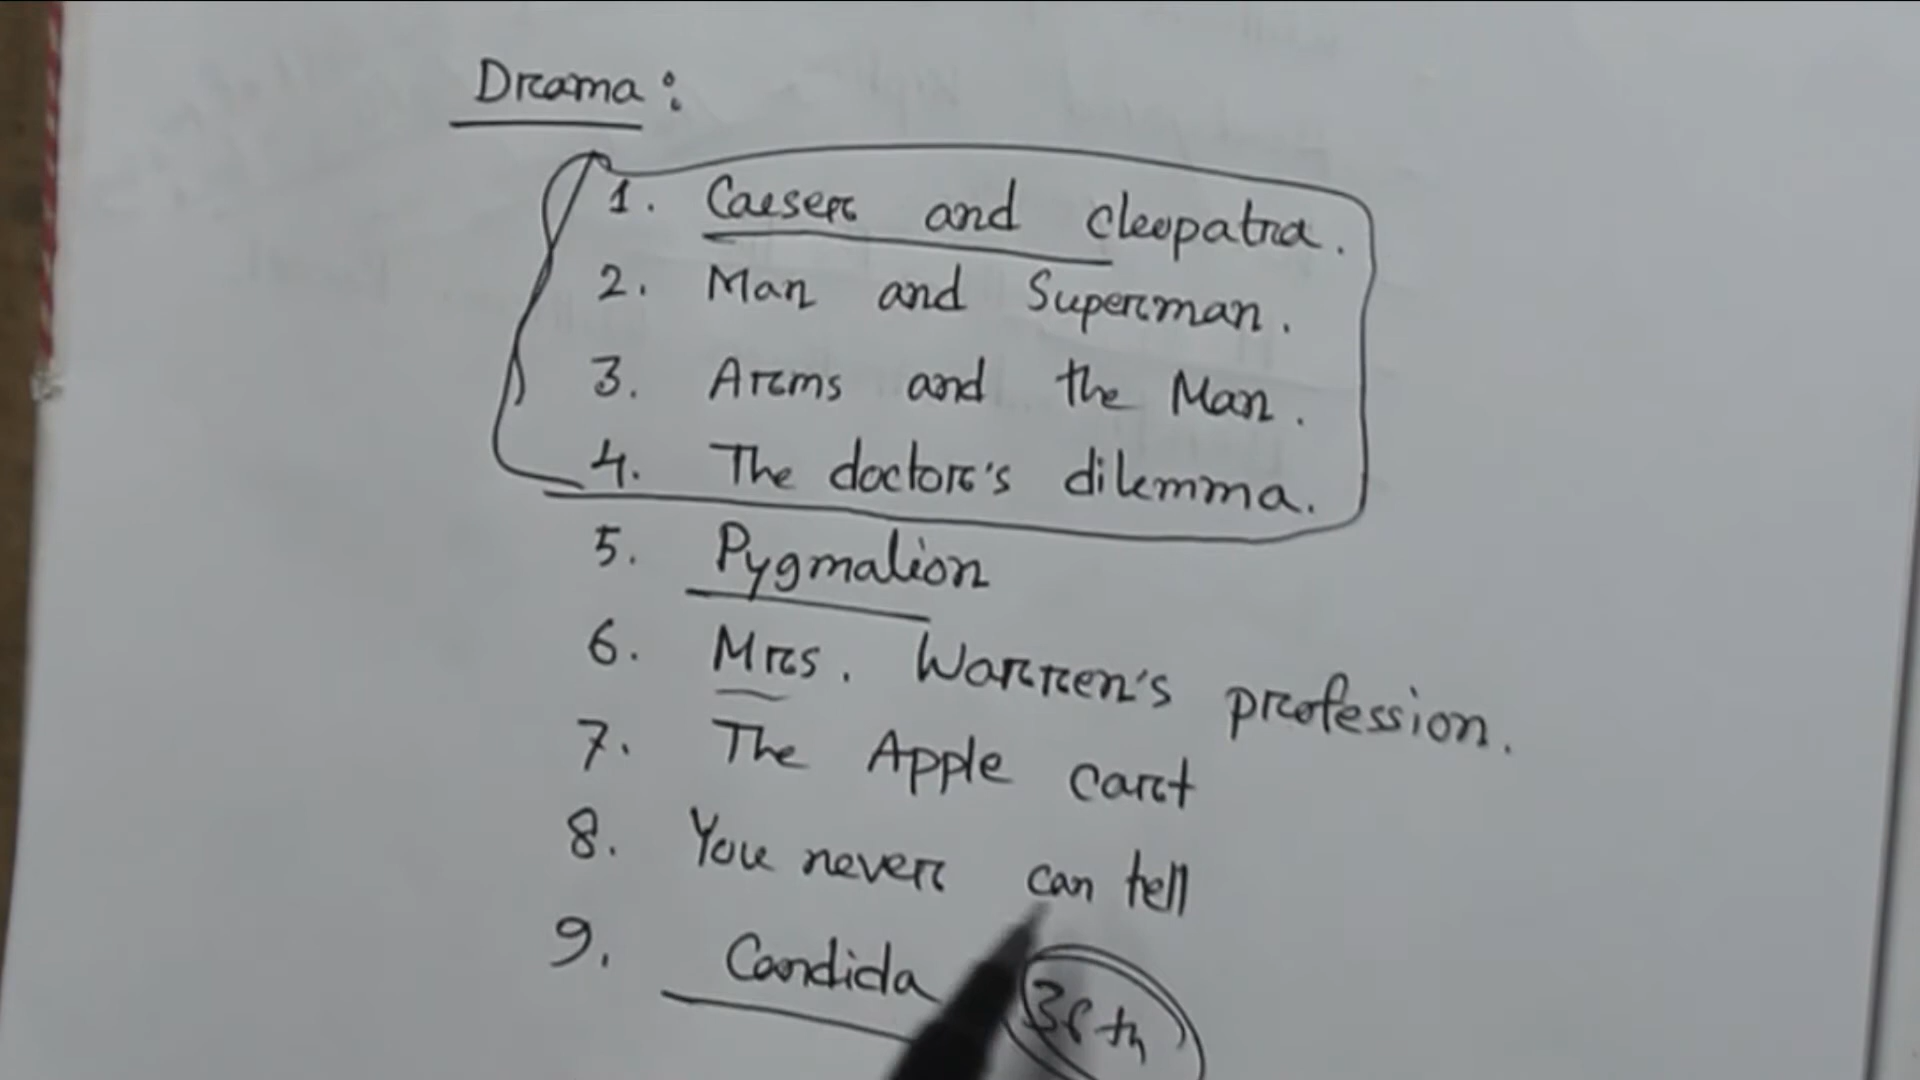 Drama:
1. Caeser and cleopatra.
2. Man and Superman.
3. Arms and the Man.
4. The doctor's dilemma.
5. Pygmalion
6. Mrs. Warren's profession.
7. The Apple cart
8. You never can tell
9. Candida